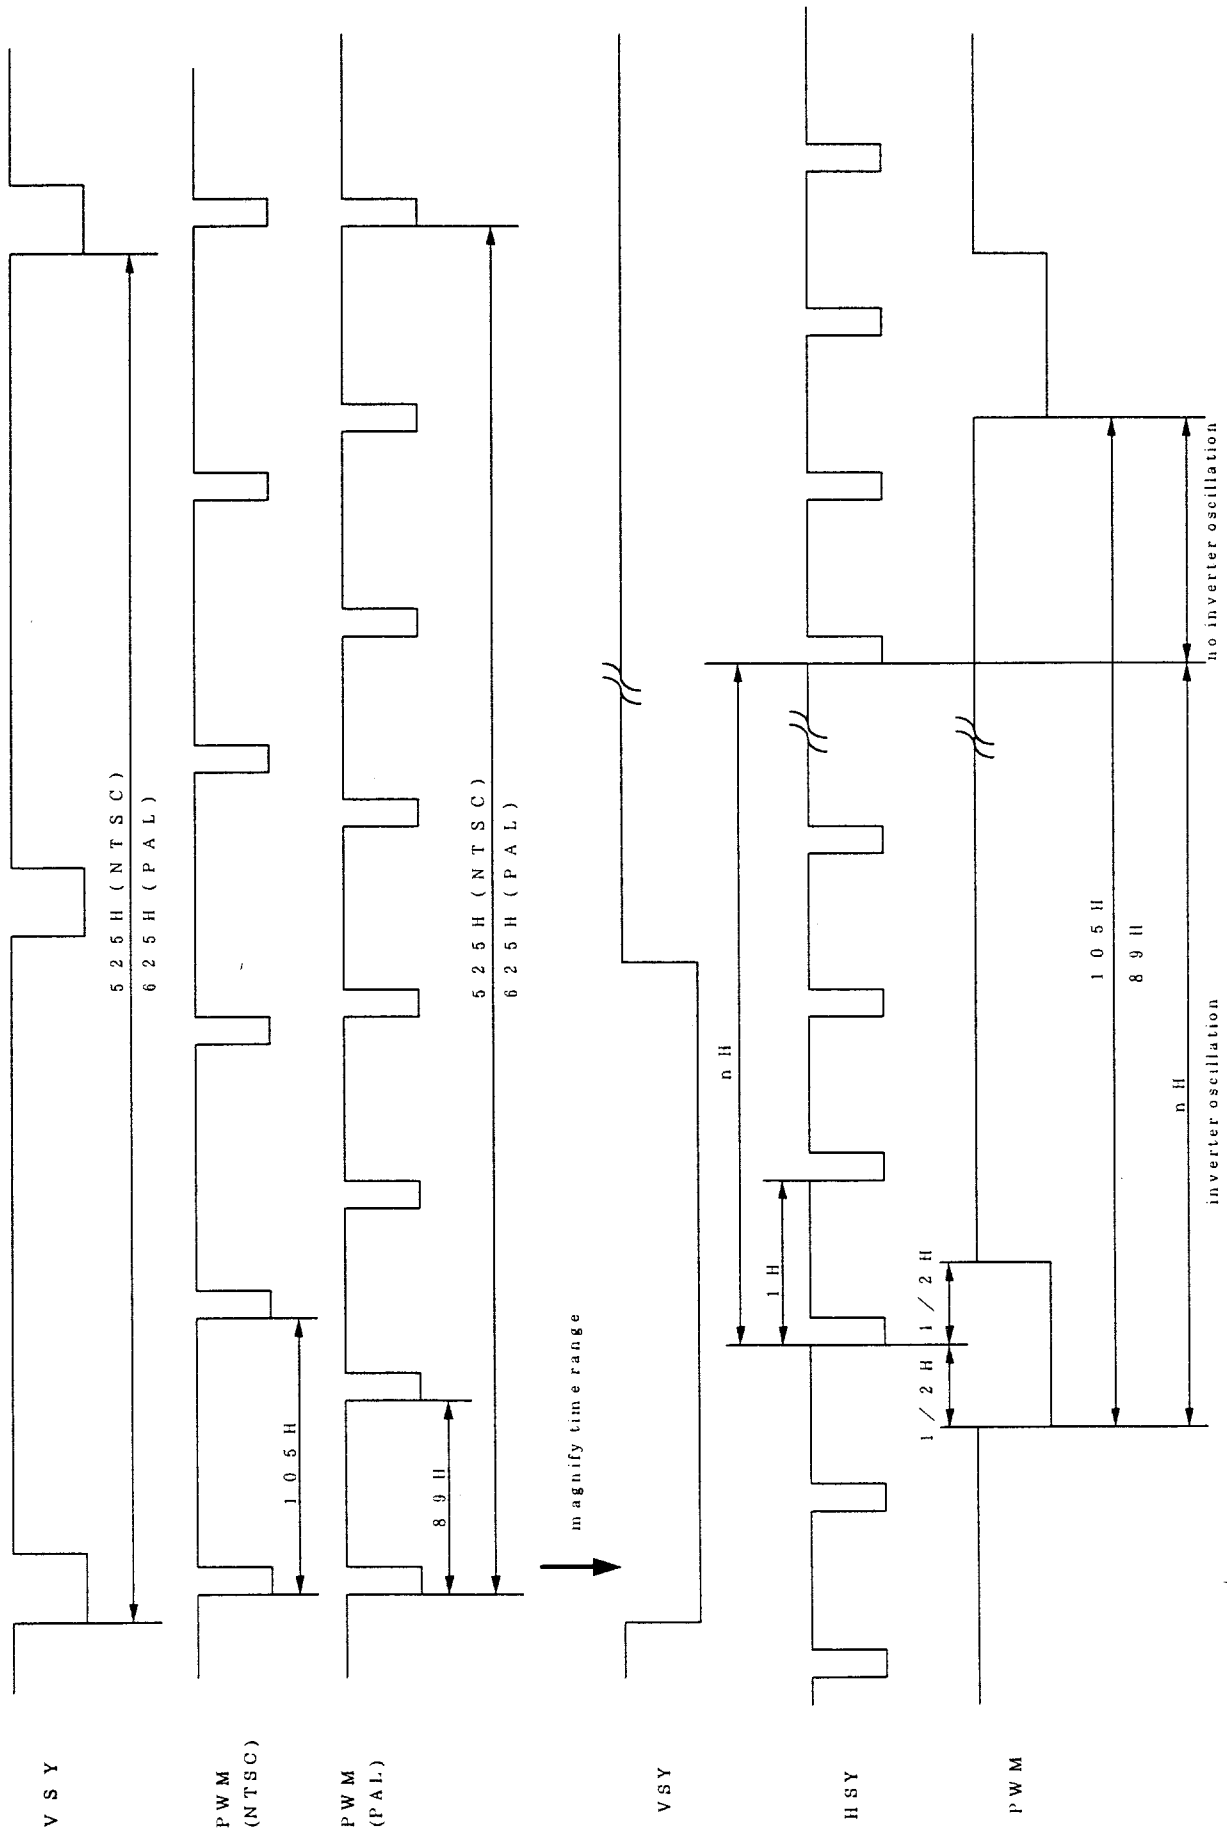 VSY
525H(NTSC)
625H(PAL)
PWM
(NTSC)
105H
PWM
(PAL)
89H
525H(NTSC)
625H(PAL)
magnify time range
VSY
nH
HSY
1H
1/2H 1/2H
PWM
105H
89H
nH
inverter oscillation no inverter oscillation